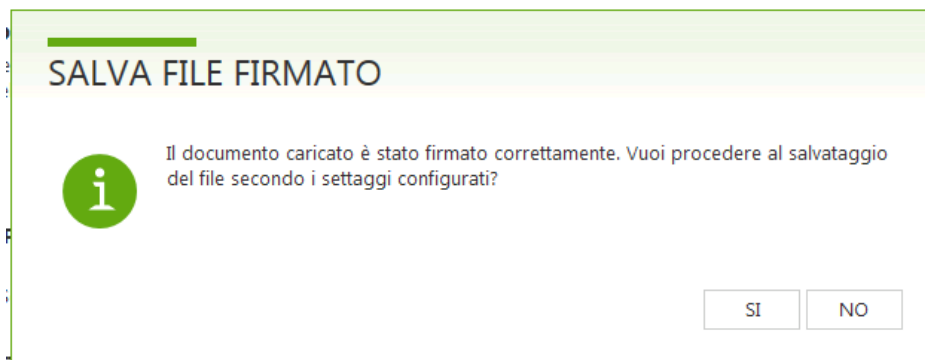 SALVA FILE FIRMATO
Il documento caricato è stato firmato correttamente. Vuoi procedere al salvataggio
del file secondo i settaggi configurati?
SI NO